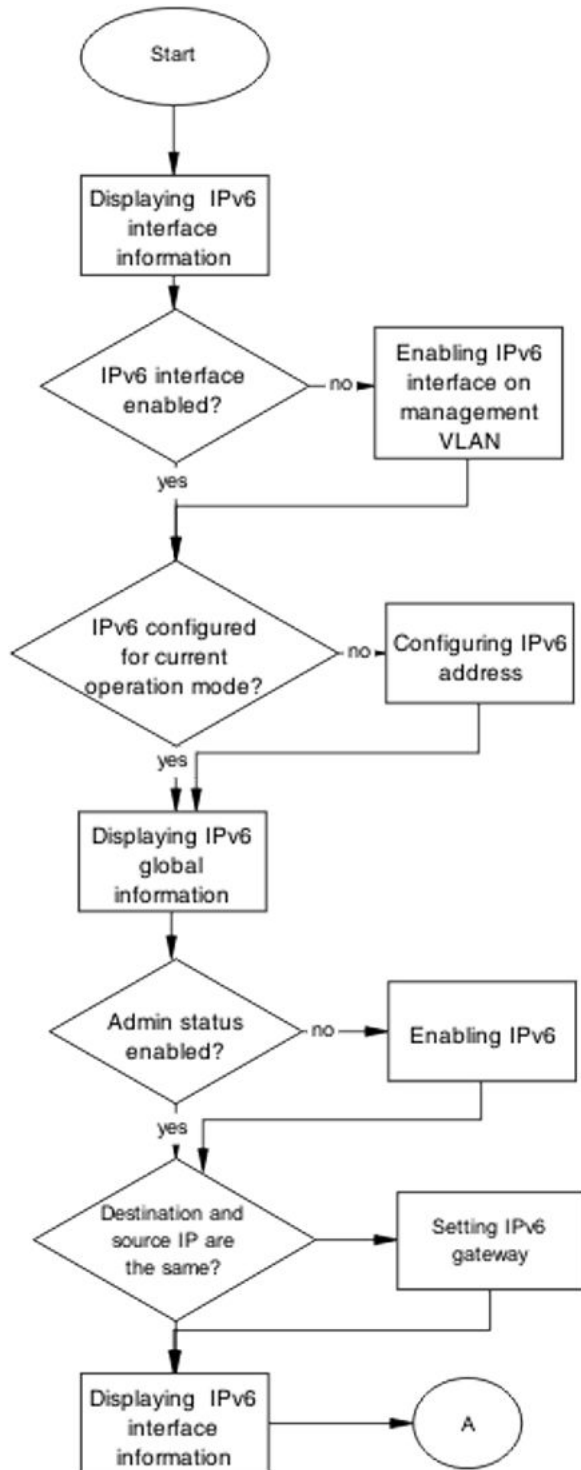 Start
Displaying IPv6
interface
information
IPv6 interface
enabled?
no
Enabling IPv6
interface on
management
VLAN
yes
IPv6 configured
for current
operation mode?
no
Configuring IPv6
address
yes
Displaying IPv6
global
information
Admin status
enabled?
no
Enabling IPv6
yes
Destination and
source IP are
the same?
Setting IPv6
gateway
Displaying IPv6
interface
information
A